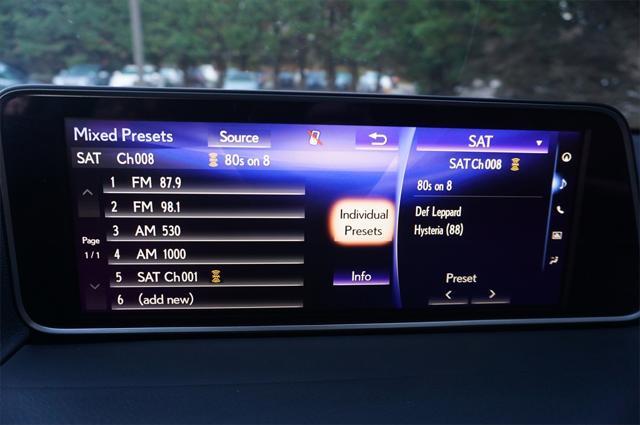 Mixed Presets Source SAT
SAT Ch008 80s on 8 SAT Ch008
1 FM 87.9 80s on 8
2 FM 98.1 Individual Presets Def Leppard
3 AM 530 Hysteria (88)
Page 1/1
4 AM 1000
5 SAT Ch001 Info Preset
6 (add new) < >